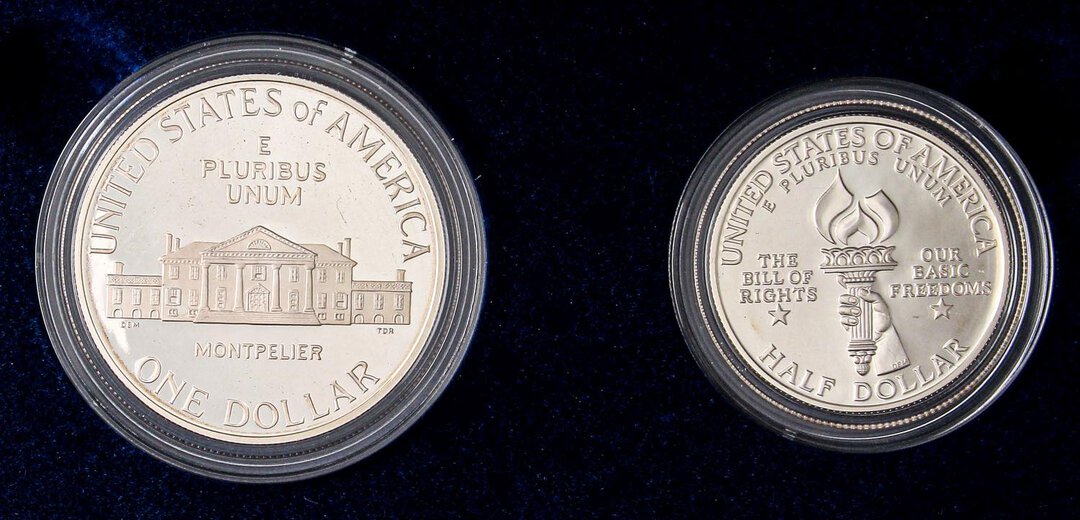 UNITED STATES of AMERICA
E
PLURIBUS
UNUM
DEM
TDR
MONTPELIER
ONE DOLLAR
UNITED STATES OF AMERICA
E PLURIBUS UNUM
THE
BILL OF
RIGHTS
OUR
BASIC
FREEDOMS
HALF DOLLAR